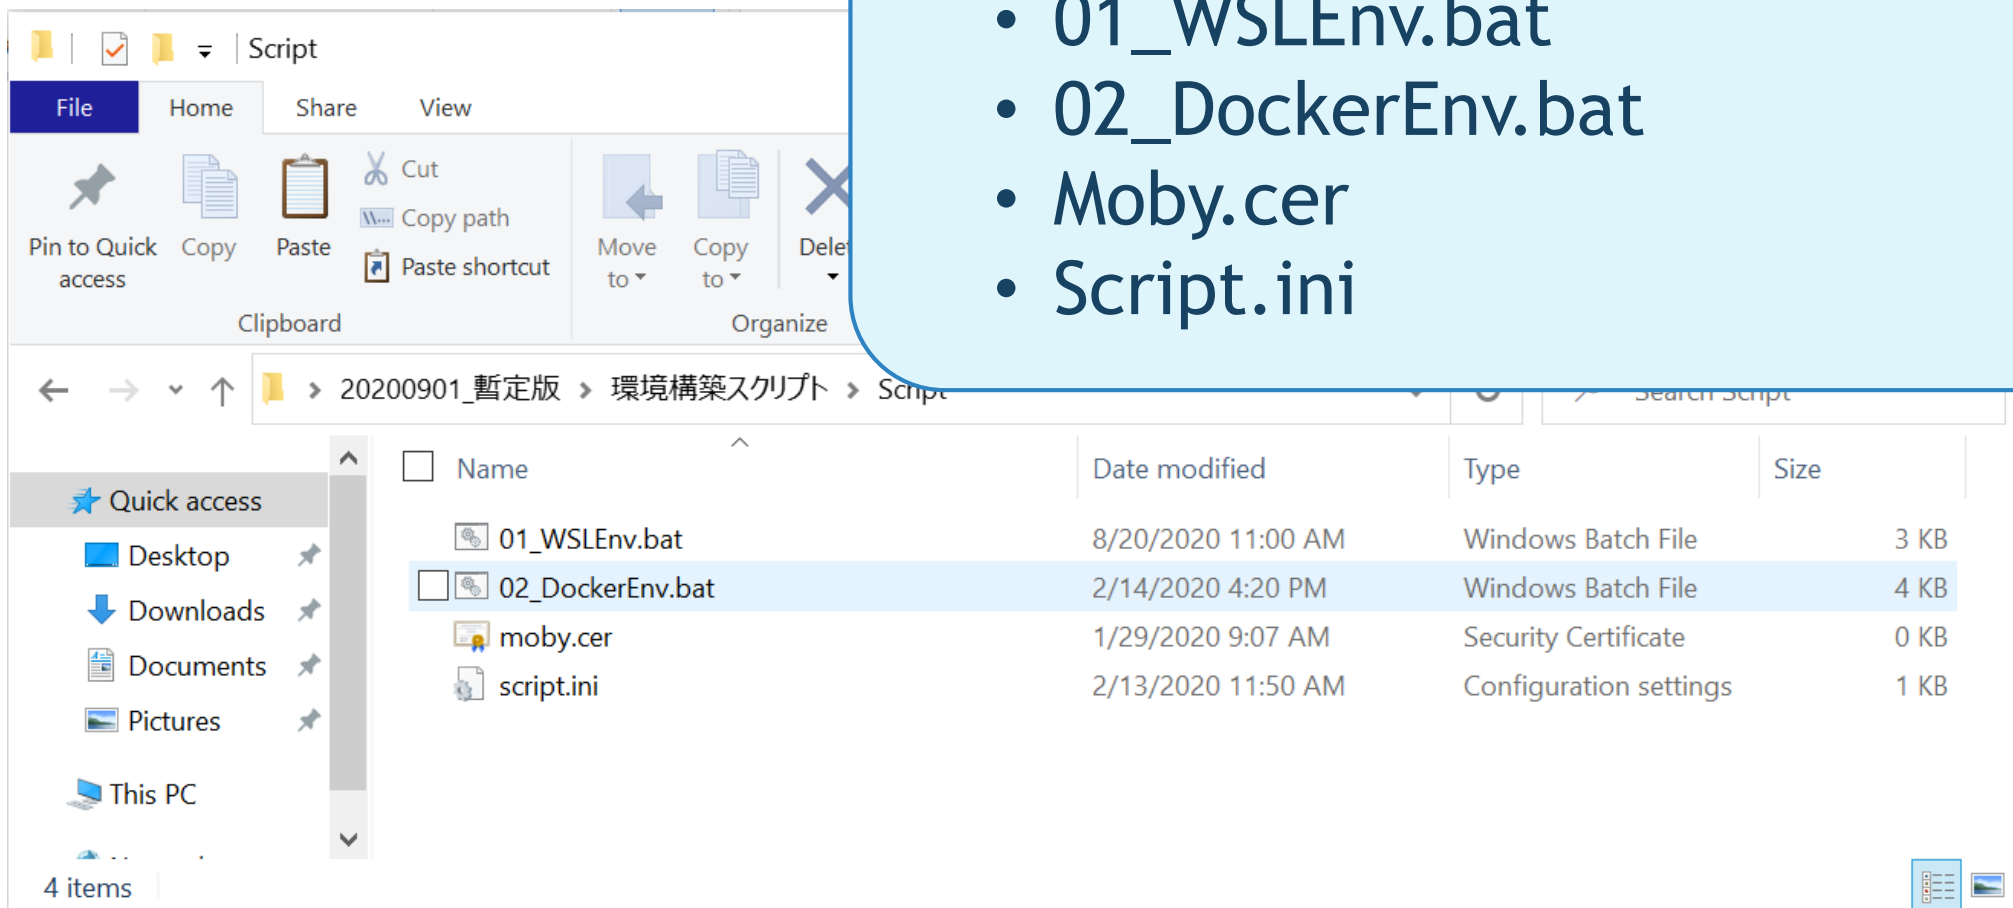 Script
• 01_WSLEnv.bat
• 02_DockerEnv.bat
• Moby.cer
• Script.ini
File Home Share View
Pin to Quick access
Copy
Paste
Cut
Copy path
Paste shortcut
Move to
Copy to
Delet
Clipboard
Organize
> 20200901_暫定版 > 環境構築スクリプト > Script
Search Script
Name Date modified Type Size
Quick access
Desktop
Downloads
Documents
Pictures
This PC
01_WSLEnv.bat 8/20/2020 11:00 AM Windows Batch File 3 KB
02_DockerEnv.bat 2/14/2020 4:20 PM Windows Batch File 4 KB
moby.cer 1/29/2020 9:07 AM Security Certificate 0 KB
script.ini 2/13/2020 11:50 AM Configuration settings 1 KB
4 items